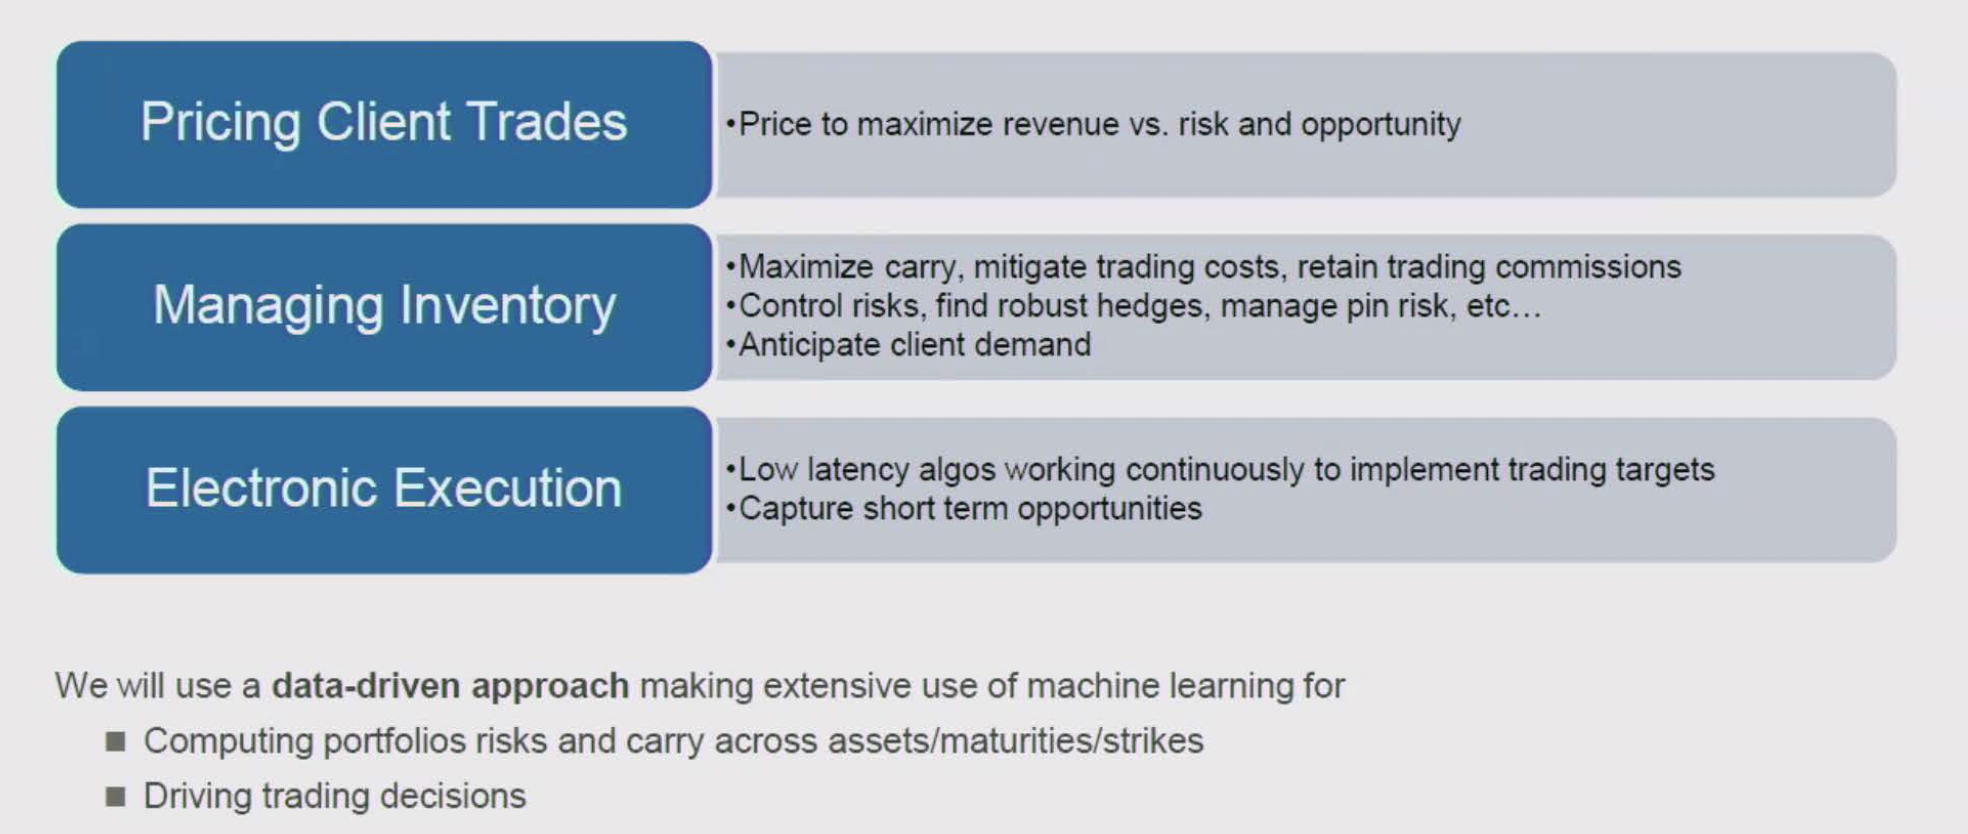 Pricing Client Trades
•Price to maximize revenue vs. risk and opportunity
Managing Inventory
•Maximize carry, mitigate trading costs, retain trading commissions
•Control risks, find robust hedges, manage pin risk, etc…
•Anticipate client demand
Electronic Execution
•Low latency algos working continuously to implement trading targets
•Capture short term opportunities
We will use a data-driven approach making extensive use of machine learning for
■ Computing portfolios risks and carry across assets/maturities/strikes
■ Driving trading decisions